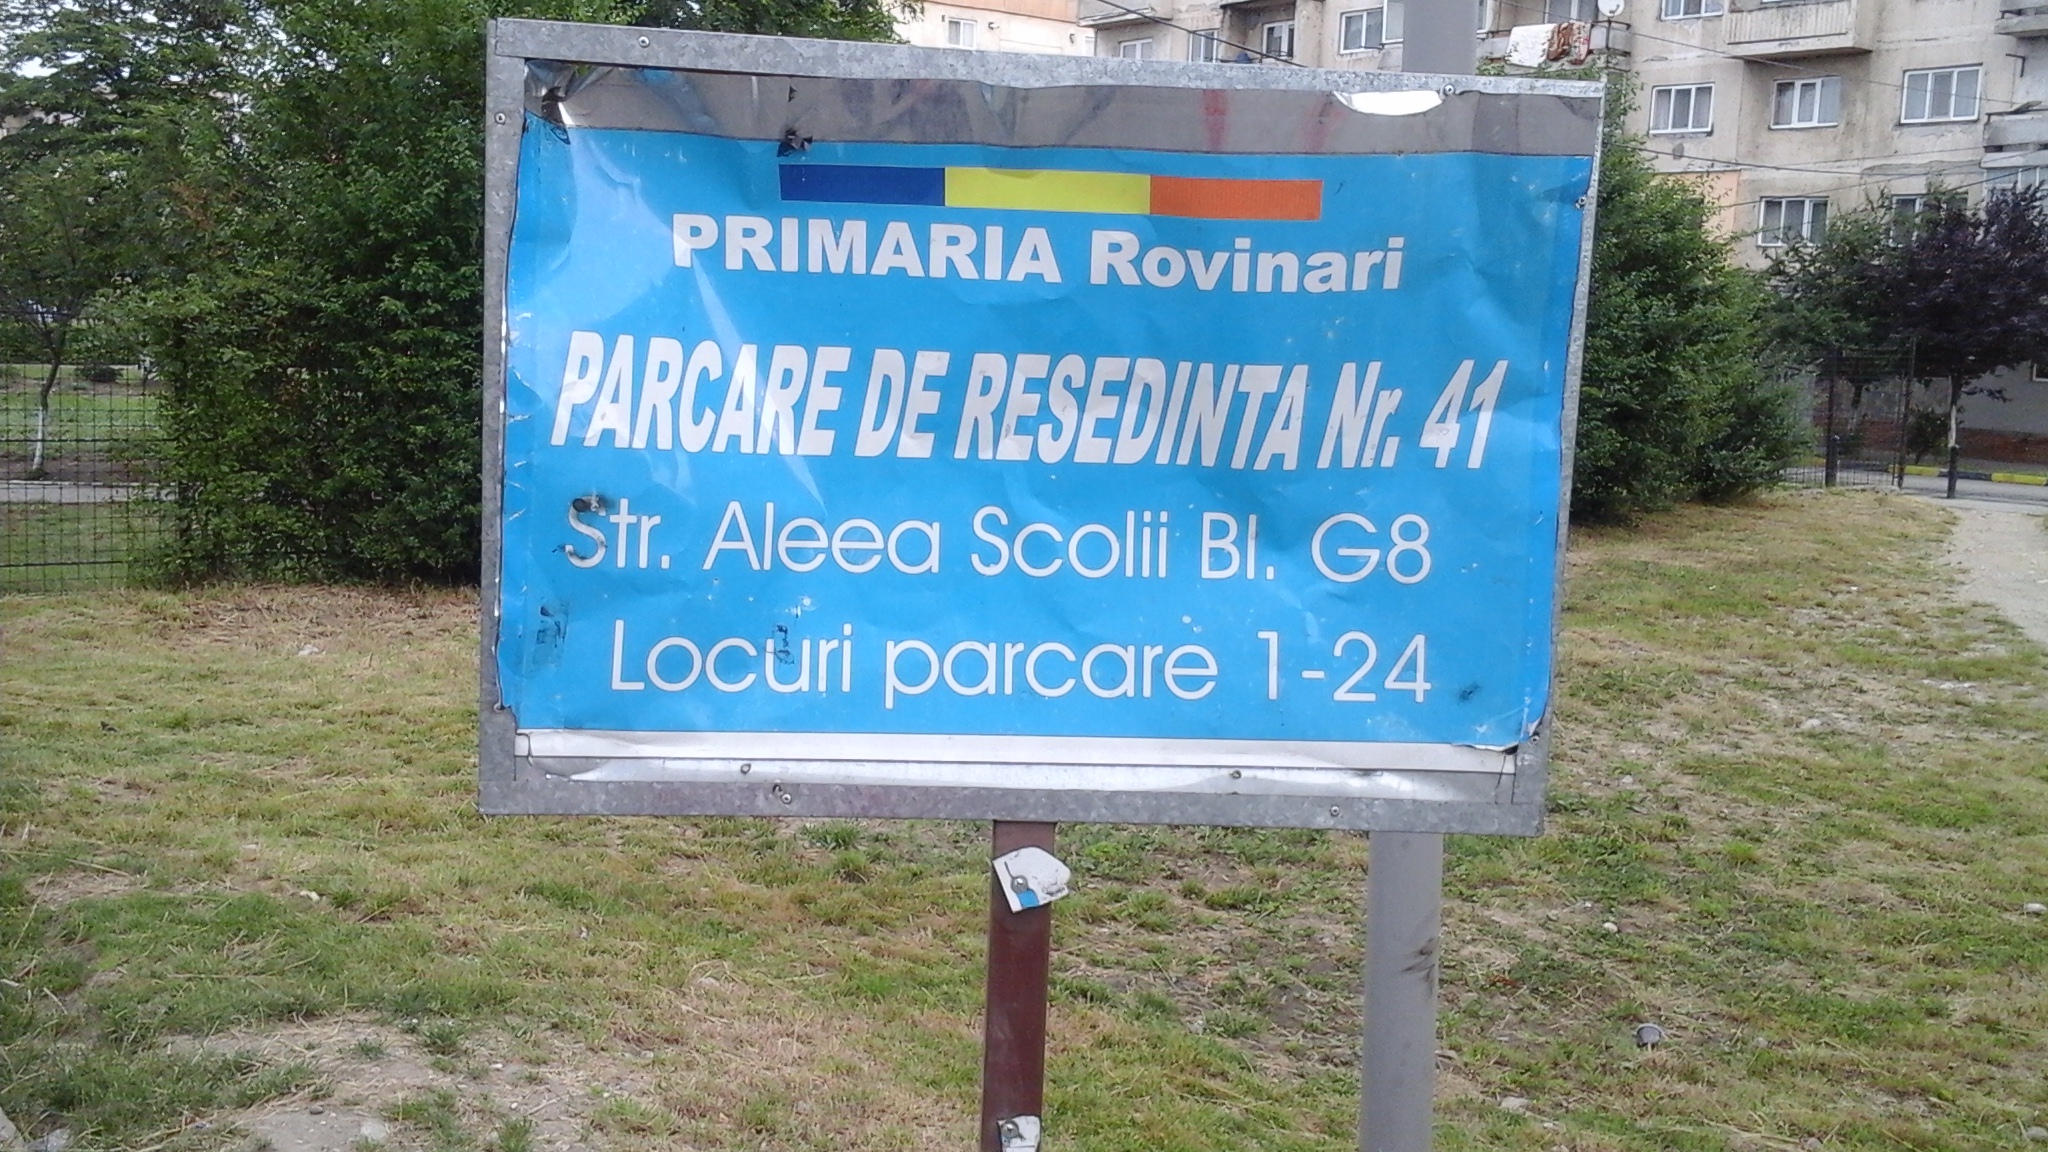 PRIMARIA Rovinari
PARCARE DE RESEDINTA Nr. 41
Str. Aleea Scolii Bl. G8
Locuri parcare 1-24